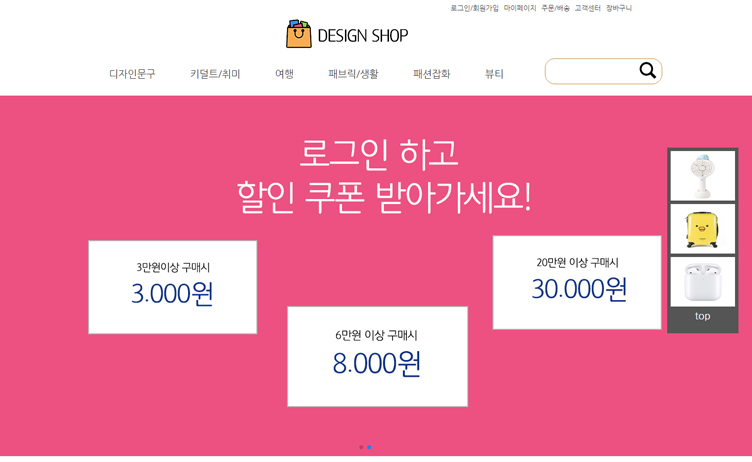 로그인/회원가입 마이페이지 주문/배송 고객센터 장바구니
DESIGN SHOP
디자인문구 키덜트/취미 여행 패브릭/생활 패션잡화 뷰티
로그인 하고
할인 쿠폰 받아가세요!
3만원이상 구매시
3.000원
6만원 이상 구매시
8.000원
20만원 이상 구매시
30.000원
top